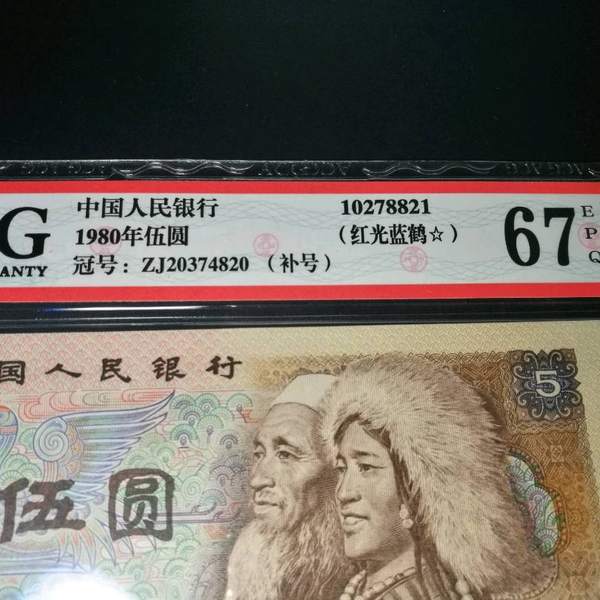 中国人民银行 10278821
G 1980年伍圆 (红光蓝鹤☆) 67 E P Q
ANTY 冠号: ZJ20374820 (补号)
国人民银行
5
伍圆